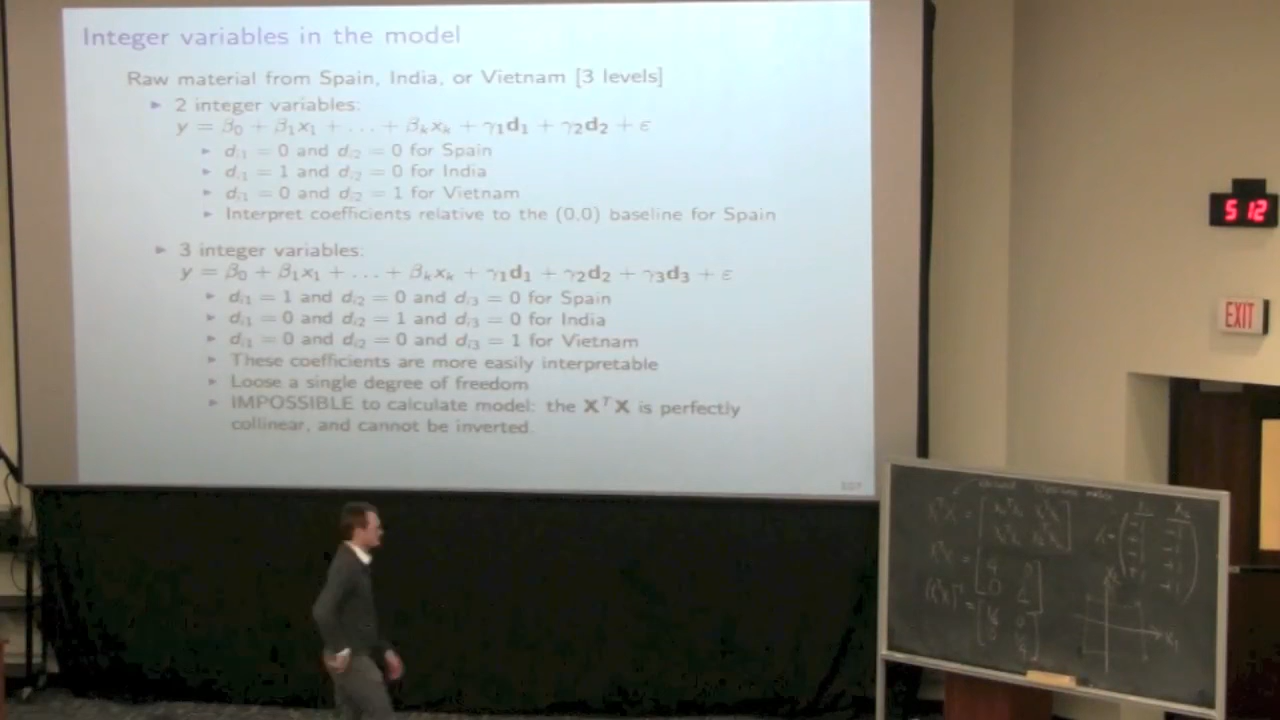 Integer variables in the model
Raw material from Spain, India, or Vietnam [3 levels]
► 2 integer variables:
y = β₀ + β₁x₁ + . . . + βₖxₖ + γ₁d₁ + γ₂d₂ + ε
► dᵢ₁ = 0 and dᵢ₂ = 0 for Spain
► dᵢ₁ = 1 and dᵢ₂ = 0 for India
► dᵢ₁ = 0 and dᵢ₂ = 1 for Vietnam
► Interpret coefficients relative to the (0,0) baseline for Spain
► 3 integer variables:
y = β₀ + β₁x₁ + . . . + βₖxₖ + γ₁d₁ + γ₂d₂ + γ₃d₃ + ε
► dᵢ₁ = 1 and dᵢ₂ = 0 and dᵢ₃ = 0 for Spain
► dᵢ₁ = 0 and dᵢ₂ = 1 and dᵢ₃ = 0 for India
► dᵢ₁ = 0 and dᵢ₂ = 0 and dᵢ₃ = 1 for Vietnam
► These coefficients are more easily interpretable
► Loose a single degree of freedom
► IMPOSSIBLE to calculate model: the XᵀX is perfectly
collinear, and cannot be inverted.
5 12
EXIT
XᵀX =